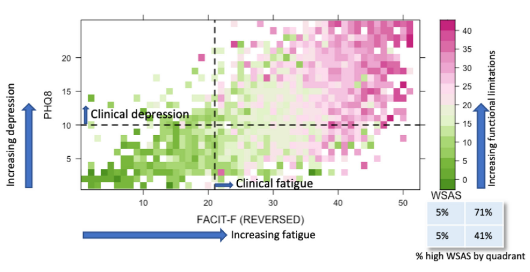 Increasing depression
PHQ8
20
15
10
5
Clinical depression
Clinical fatigue
10
20
30
40
50
FACIT-F (REVERSED)
Increasing fatigue
40
35
30
25
20
15
10
5
0
Increasing functional limitations
WSAS
5% 71%
5% 41%
% high WSAS by quadrant